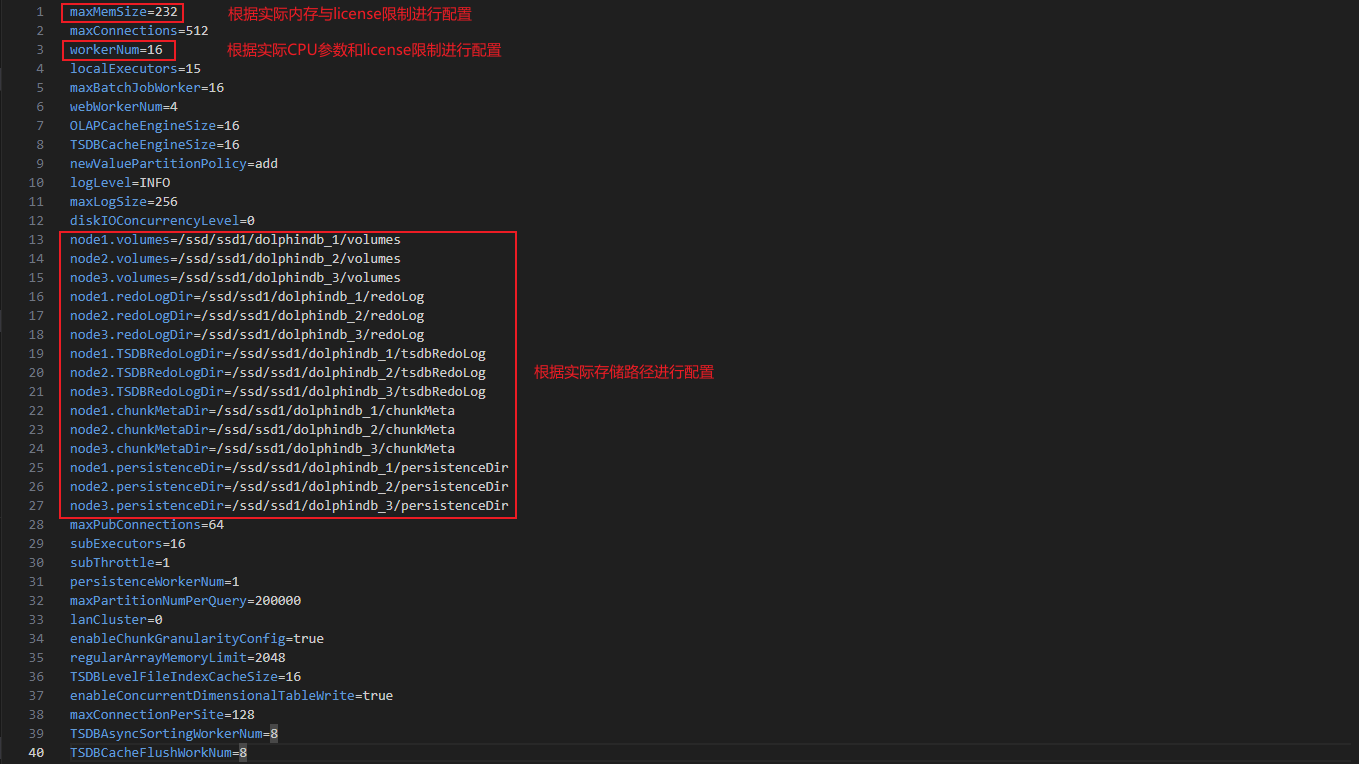 1 maxMemSize=232 根据实际内存与license限制进行配置
2 maxConnections=512
3 workerNum=16 根据实际CPU参数和license限制进行配置
4 localExecutors=15
5 maxBatchJobWorker=16
6 webWorkerNum=4
7 OLAPCacheEngineSize=16
8 TSDBCacheEngineSize=16
9 newValuePartitionPolicy=add
10 logLevel=INFO
11 maxLogSize=256
12 diskIOConcurrencyLevel=0
13 node1.volumes=/ssd/ssd1/dolphindb_1/volumes
14 node2.volumes=/ssd/ssd1/dolphindb_2/volumes
15 node3.volumes=/ssd/ssd1/dolphindb_3/volumes
16 node1.redoLogDir=/ssd/ssd1/dolphindb_1/redoLog
17 node2.redoLogDir=/ssd/ssd1/dolphindb_2/redoLog
18 node3.redoLogDir=/ssd/ssd1/dolphindb_3/redoLog
19 node1.TSDBRedoLogDir=/ssd/ssd1/dolphindb_1/tsdbRedoLog
20 node2.TSDBRedoLogDir=/ssd/ssd1/dolphindb_2/tsdbRedoLog 根据实际存储路径进行配置
21 node3.TSDBRedoLogDir=/ssd/ssd1/dolphindb_3/tsdbRedoLog
22 node1.chunkMetaDir=/ssd/ssd1/dolphindb_1/chunkMeta
23 node2.chunkMetaDir=/ssd/ssd1/dolphindb_2/chunkMeta
24 node3.chunkMetaDir=/ssd/ssd1/dolphindb_3/chunkMeta
25 node1.persistenceDir=/ssd/ssd1/dolphindb_1/persistenceDir
26 node2.persistenceDir=/ssd/ssd1/dolphindb_2/persistenceDir
27 node3.persistenceDir=/ssd/ssd1/dolphindb_3/persistenceDir
28 maxPubConnections=64
29 subExecutors=16
30 subThrottle=1
31 persistenceWorkerNum=1
32 maxPartitionNumPerQuery=200000
33 lanCluster=0
34 enableChunkGranularityConfig=true
35 regularArrayMemoryLimit=2048
36 TSDBLevelFileIndexCacheSize=16
37 enableConcurrentDimensionalTableWrite=true
38 maxConnectionPerSite=128
39 TSDBAsyncSortingWorkerNum=8
40 TSDBCacheFlushWorkNum=8